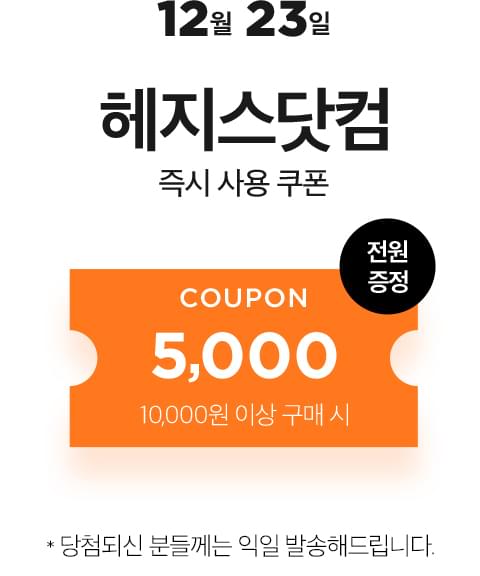 12월 23일
헤지스닷컴
즉시 사용 쿠폰
전원
증정
COUPON
5,000
10,000원 이상 구매 시
* 당첨되신 분들께는 익일 발송해드립니다.